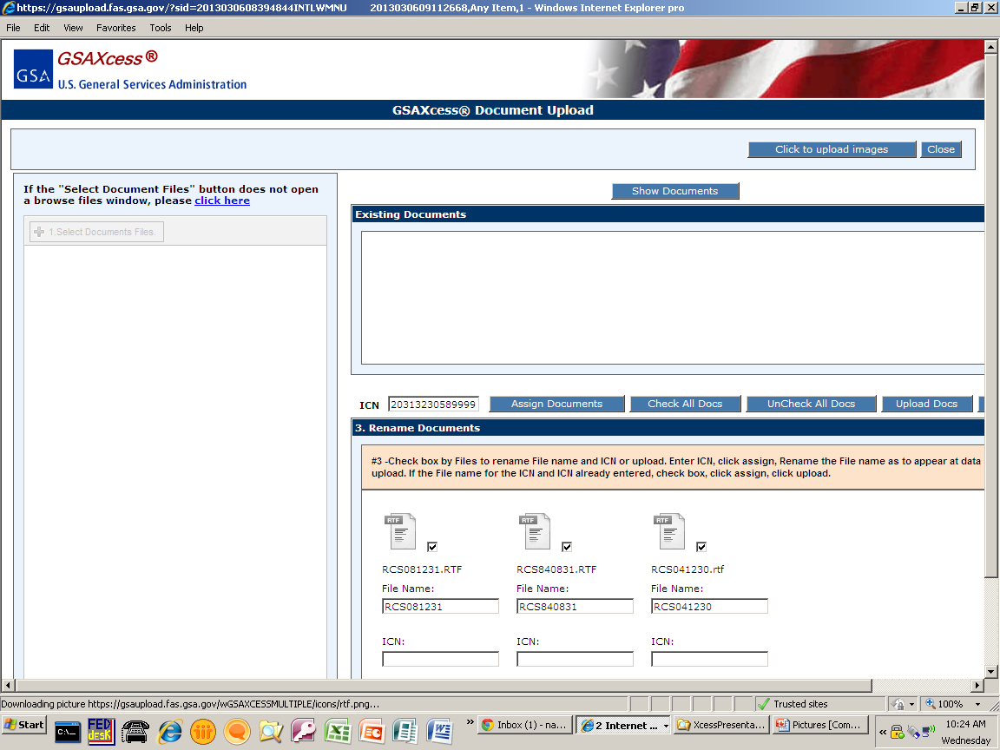 https://gsaupload.fas.gsa.gov/?sid=2013030608394844INTLWMNU 2013030609112668,Any Item,1 - Windows Internet Explorer pro
File Edit View Favorites Tools Help
GSA
GSAXcess ®
U.S. General Services Administration
GSAXcess® Document Upload
Click to upload images Close
If the "Select Document Files" button does not open
a browse files window, please click here
1.Select Documents Files.
Show Documents
Existing Documents
ICN 20313230589999 Assign Documents Check All Docs UnCheck All Docs Upload Docs
3. Rename Documents
#3 -Check box by Files to rename File name and ICN or upload. Enter ICN, click assign, Rename the File name as to appear at data
upload. If the File name for the ICN and ICN already entered, check box, click assign, click upload.
RTF RTF RTF
RCS081231.RTF RCS840831.RTF RCS041230.rtf
File Name: File Name: File Name:
RCS081231 RCS840831 RCS041230
ICN: ICN: ICN:
Downloading picture https://gsaupload.fas.gsa.gov/wGSAXCESSMULTIPLE/icons/rtf.png... Trusted sites 100%
Start C:\- FED desK » Inbox (1) - na... 2 Internet ... XcessPresenta... Pictures [Com... « 10:24 AM
Wednesday